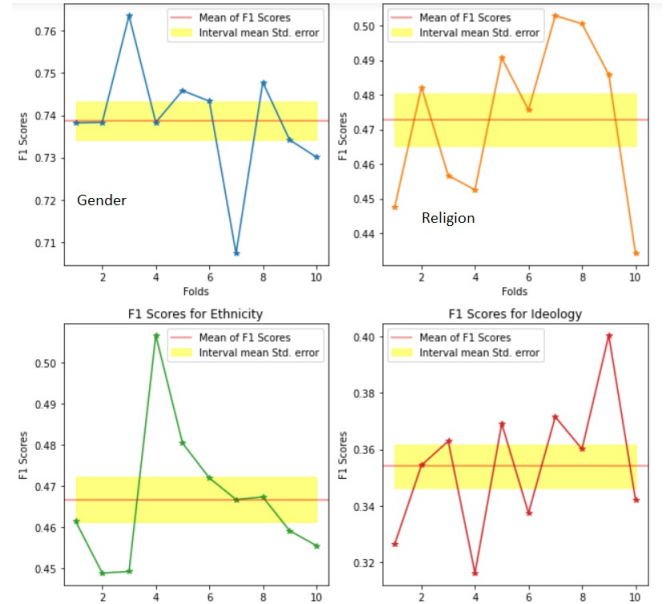 Mean of F1 Scores
Interval mean Std. error
0.76
0.75
0.74
0.73
0.72
0.71
F1 Scores
Gender
2 4 6 8 10
Folds
Mean of F1 Scores
Interval mean Std. error
0.50
0.49
0.48
0.47
0.46
0.45
0.44
F1 Scores
Religion
2 4 6 8 10
Folds
F1 Scores for Ethnicity
Mean of F1 Scores
Interval mean Std. error
0.50
0.49
0.48
0.47
0.46
0.45
F1 Scores
2 4 6 8 10
F1 Scores for Ideology
Mean of F1 Scores
Interval mean Std. error
0.40
0.38
0.36
0.34
0.32
F1 Scores
2 4 6 8 10